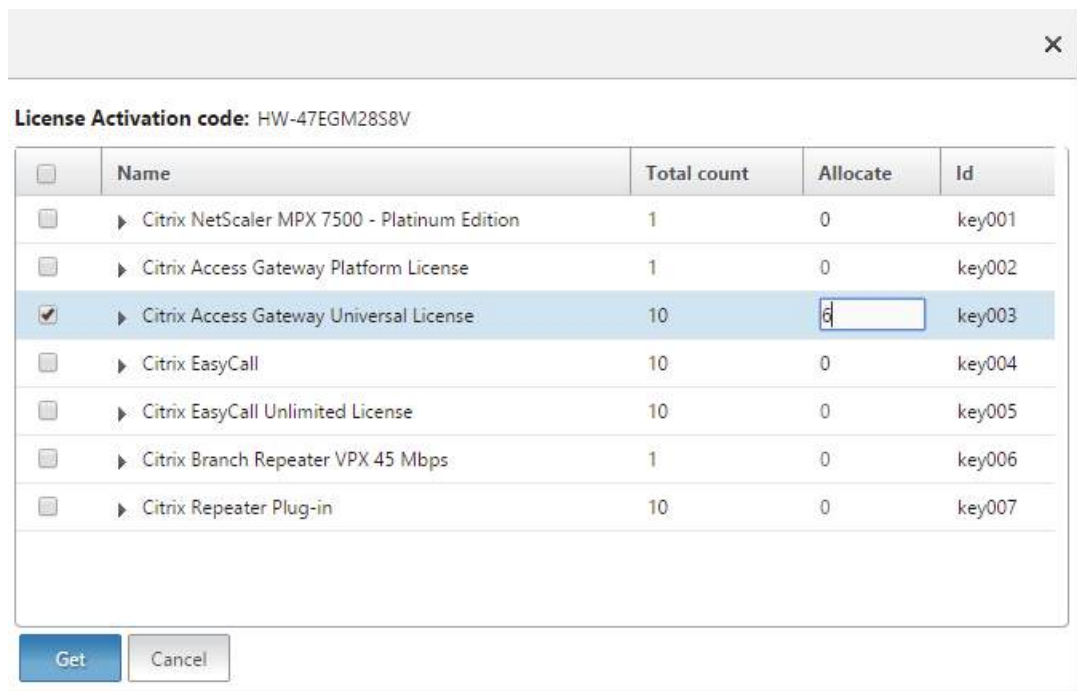 License Activation code: HW-47EGM28S8V
Name Total count Allocate Id
Citrix NetScaler MPX 7500 - Platinum Edition 1 0 key001
Citrix Access Gateway Platform License 1 0 key002
Citrix Access Gateway Universal License 10 6 key003
Citrix EasyCall 10 0 key004
Citrix EasyCall Unlimited License 10 0 key005
Citrix Branch Repeater VPX 45 Mbps 1 0 key006
Citrix Repeater Plug-in 10 0 key007
Get Cancel